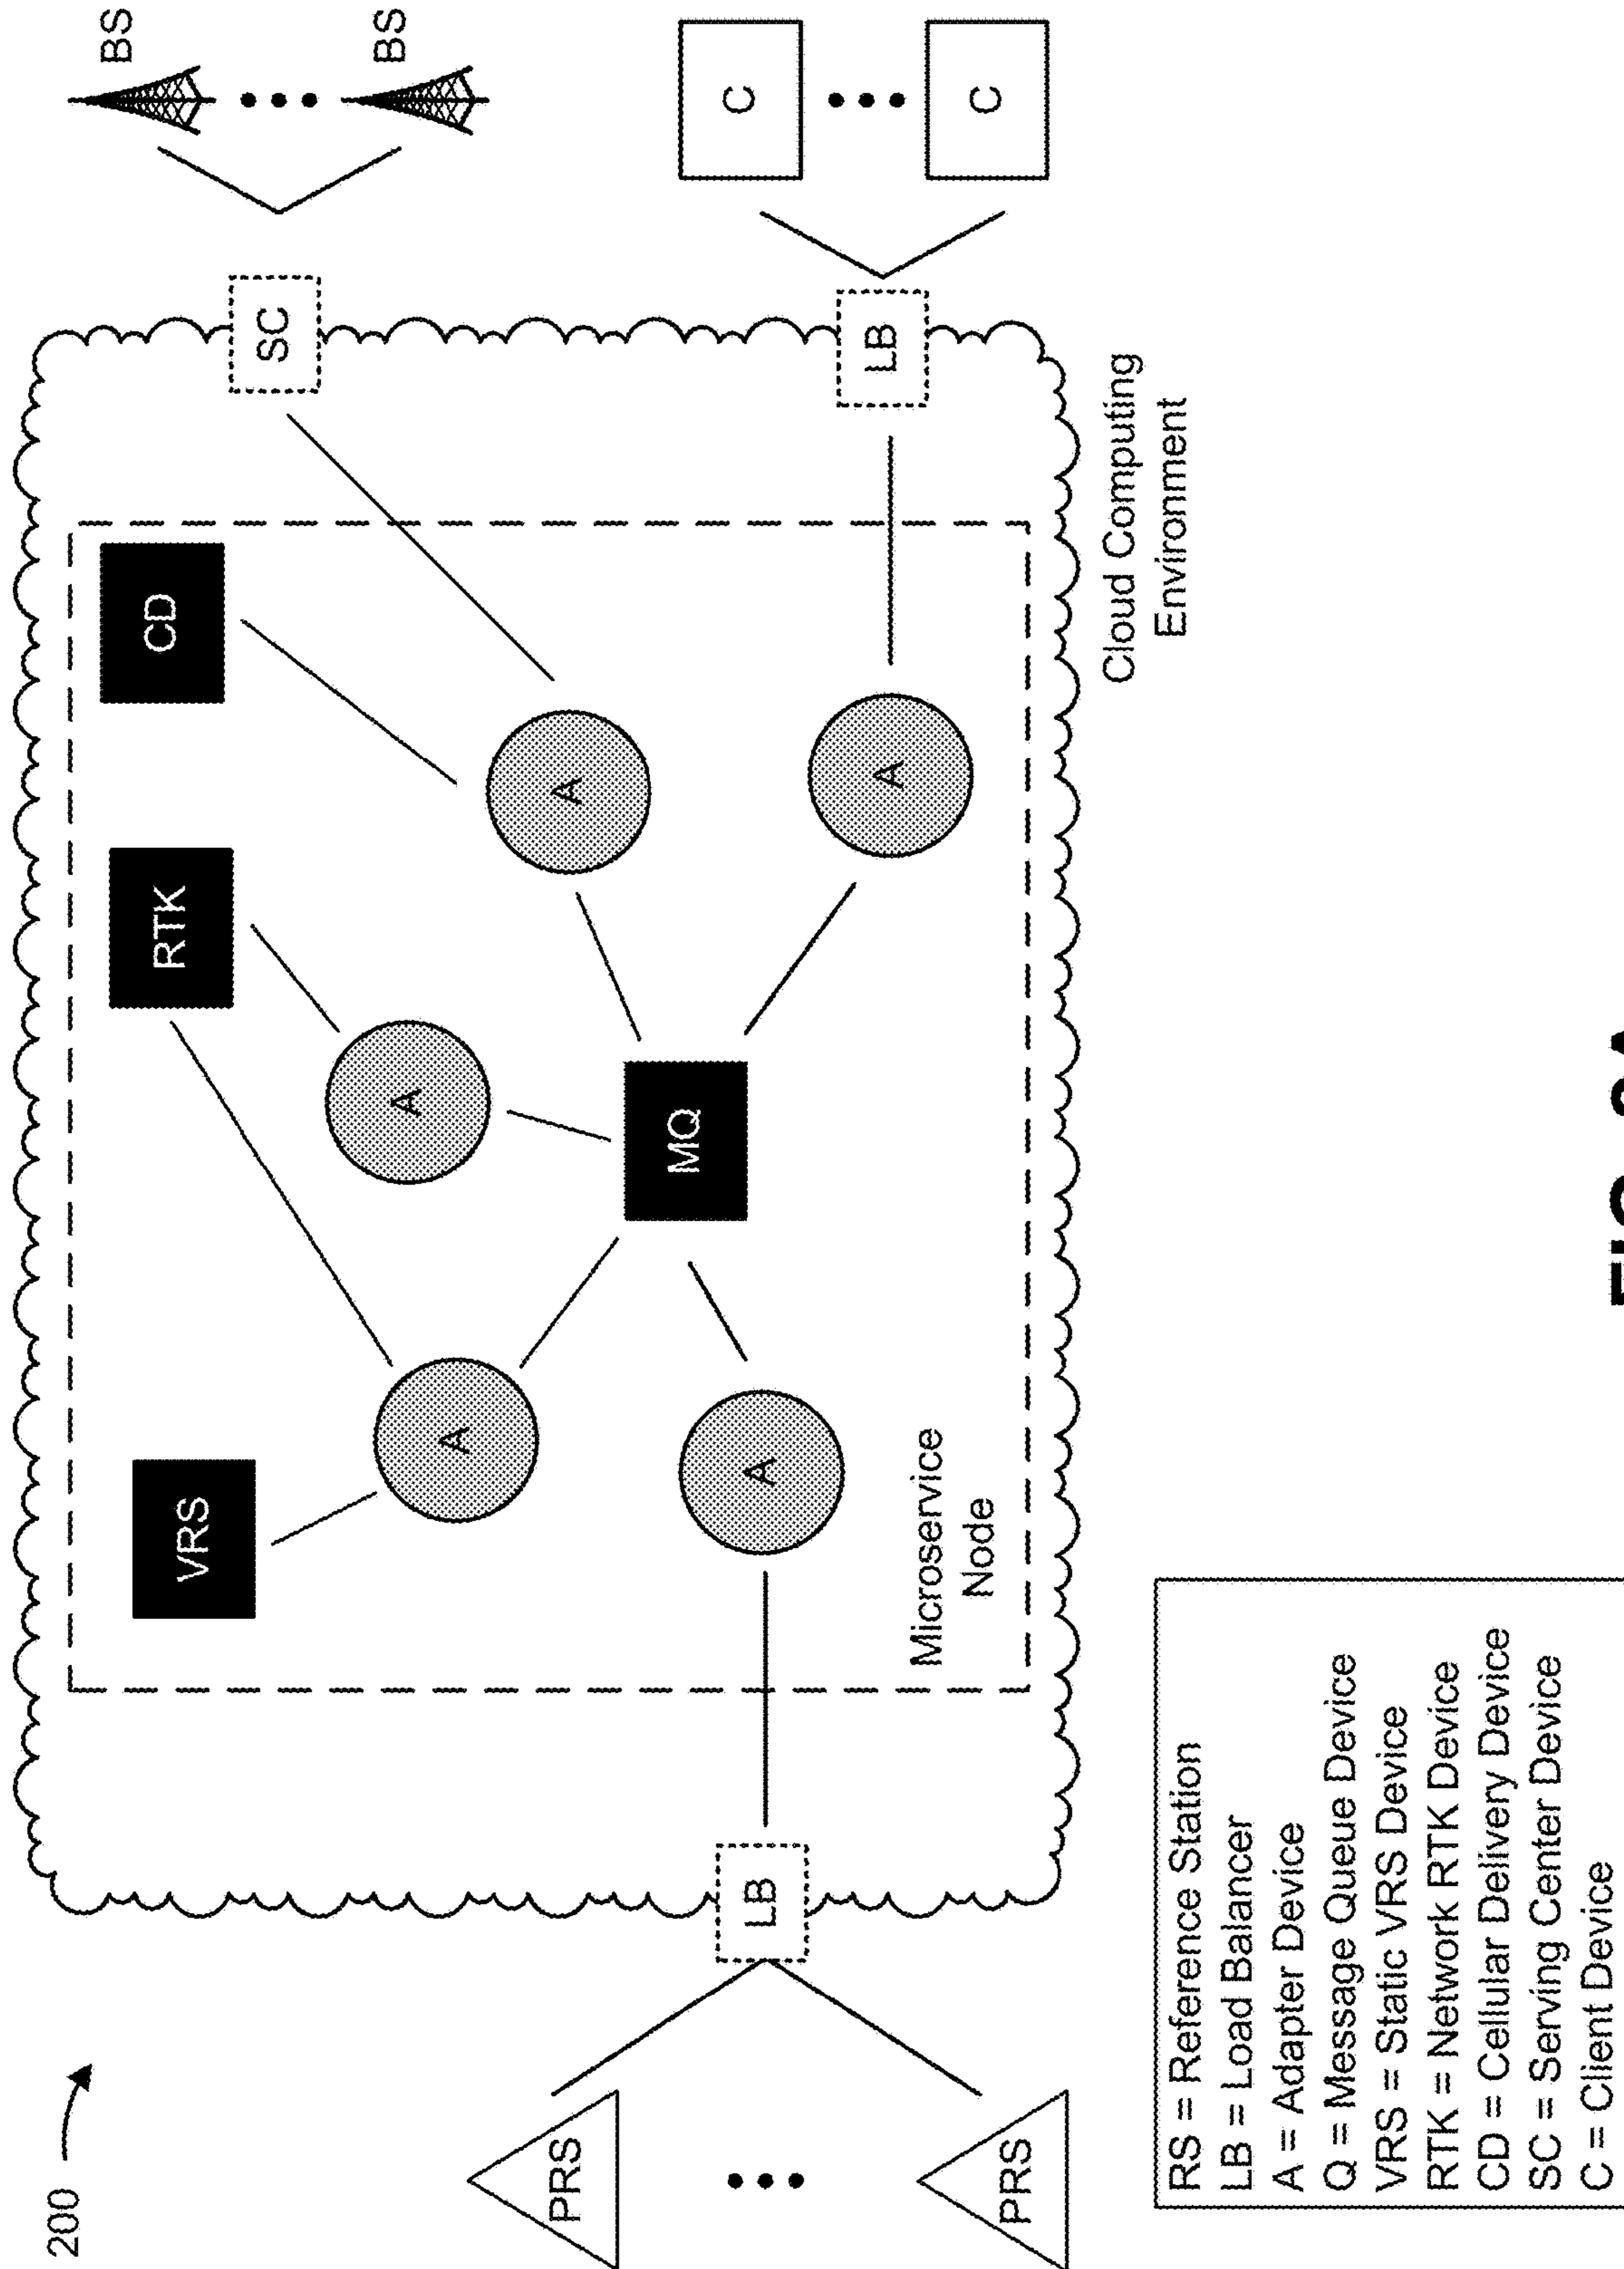 200
PRS
PRS
LB
VRS
RTK
CD
A
A
A
A
A
MQ
Microservice
Node
SC
LB
BS
BS
C
C
Cloud Computing
Environment
RS = Reference Station
LB = Load Balancer
A = Adapter Device
Q = Message Queue Device
VRS = Static VRS Device
RTK = Network RTK Device
CD = Cellular Delivery Device
SC = Serving Center Device
C = Client Device